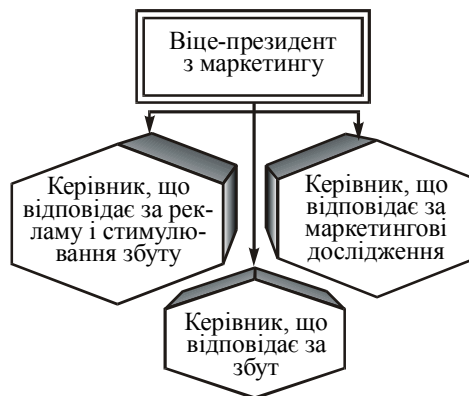 Віце-президент
з маркетингу
Керівник, що
відповідає за рек-
ламу і стимулю-
вання збуту
Керівник, що
відповідає за
маркетингові
дослідження
Керівник, що
відповідає за
збут